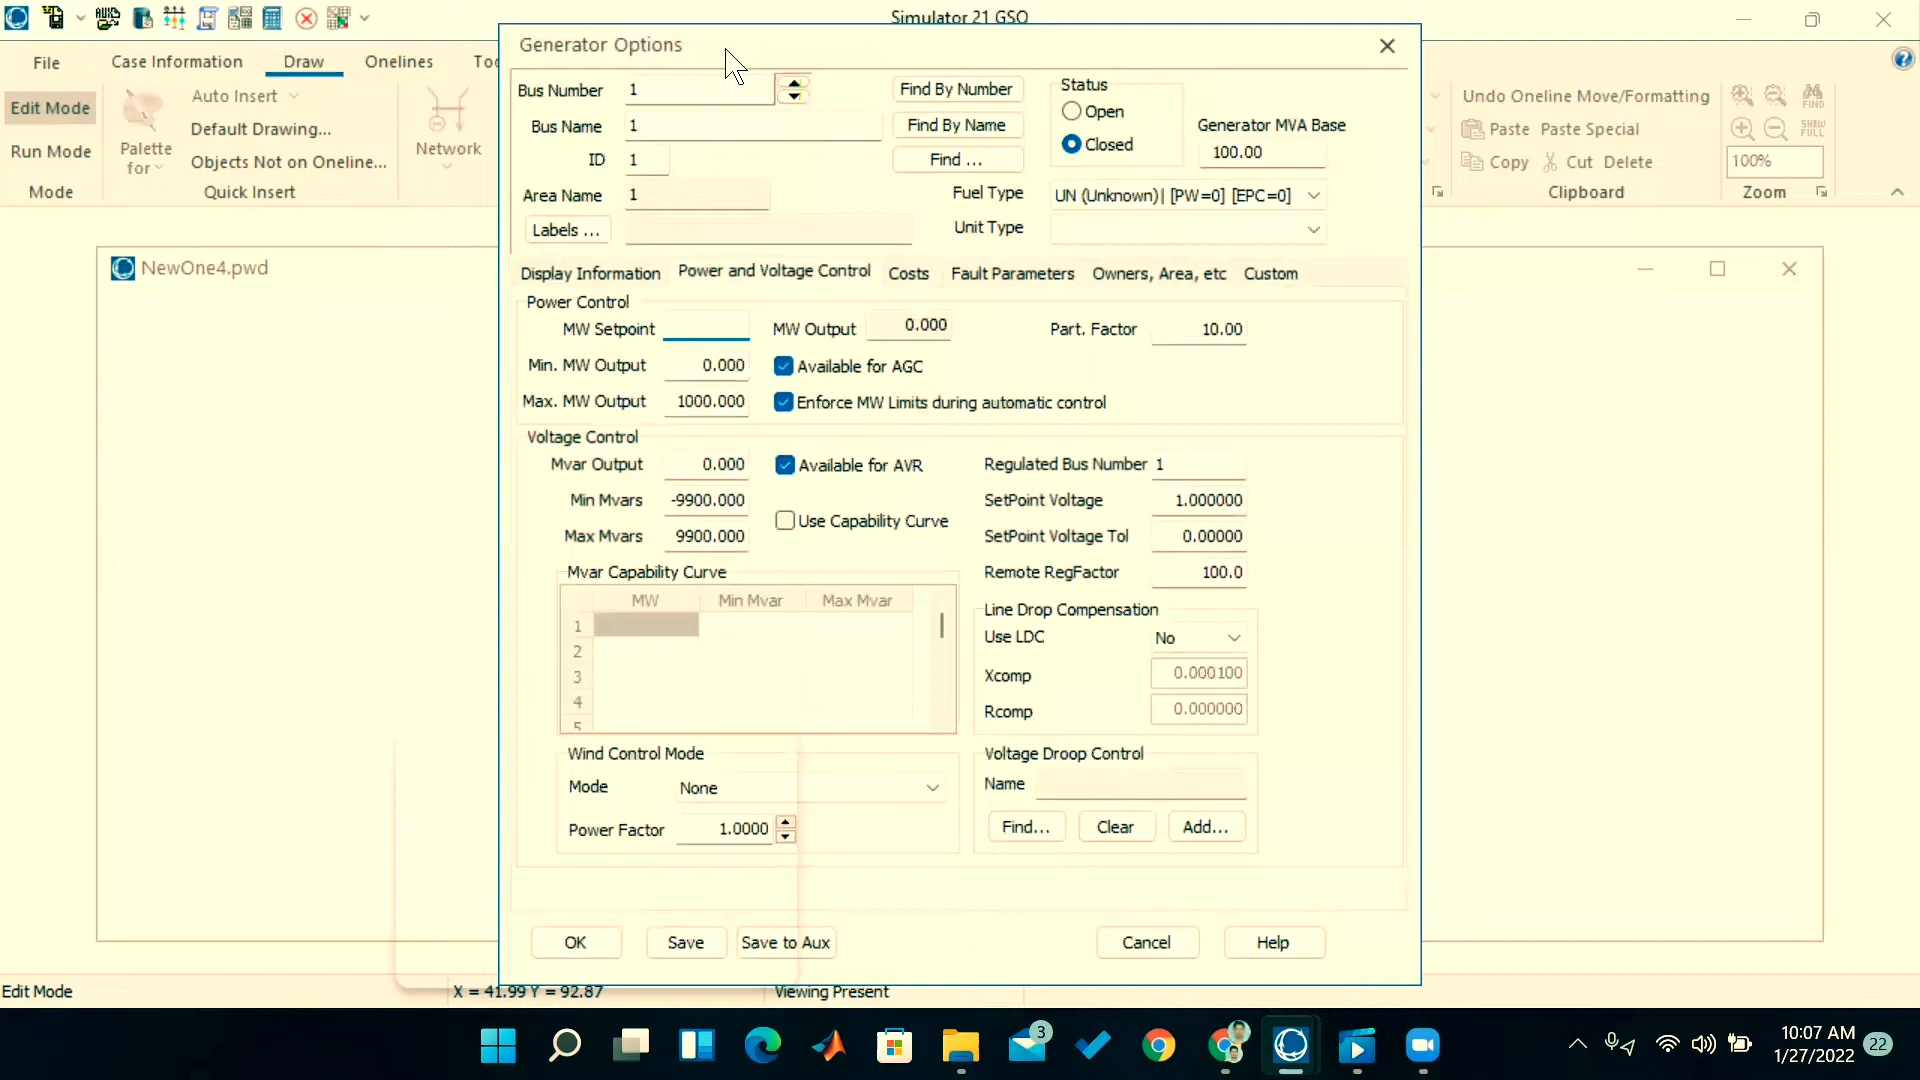 Simulator 21 GSO
File
Case Information
Draw
Onelines
Edit Mode
Run Mode
Mode
Palette
for
Auto Insert
Default Drawing...
Objects Not on Oneline...
Quick Insert
Network
Undo Oneline Move/Formatting
Paste
Paste Special
Copy
Cut
Delete
Clipboard
FIND
SHOW
FULL
100%
Zoom
NewOne4.pwd
Generator Options
Bus Number 1
Bus Name 1
ID 1
Area Name 1
Labels ...
Find By Number
Find By Name
Find ...
Status
Open
Closed
Generator MVA Base
100.00
Fuel Type UN (Unknown)| [PW=0] [EPC=0]
Unit Type
Display Information
Power and Voltage Control
Costs
Fault Parameters
Owners, Area, etc
Custom
Power Control
MW Setpoint
MW Output 0.000
Part. Factor 10.00
Min. MW Output 0.000
Available for AGC
Max. MW Output 1000.000
Enforce MW Limits during automatic control
Voltage Control
Mvar Output 0.000
Available for AVR
Regulated Bus Number 1
Min Mvars -9900.000
SetPoint Voltage 1.000000
Use Capability Curve
Max Mvars 9900.000
SetPoint Voltage Tol 0.00000
Mvar Capability Curve
Remote RegFactor 100.0
MW Min Mvar Max Mvar
1
2
3
4
5
Line Drop Compensation
Use LDC No
Xcomp 0.000100
Rcomp 0.000000
Wind Control Mode
Mode None
Power Factor 1.0000
Voltage Droop Control
Name
Find...
Clear
Add...
OK
Save
Save to Aux
Cancel
Help
Edit Mode
X = 41.99 Y = 92.87
Viewing Present
3
10:07 AM
1/27/2022
22